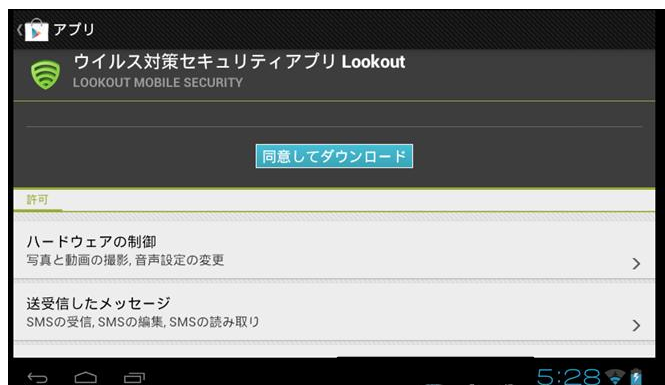 アプリ
ウイルス対策セキュリティアプリ Lookout
LOOKOUT MOBILE SECURITY
同意してダウンロード
許可
ハードウェアの制御
写真と動画の撮影, 音声設定の変更
送受信したメッセージ
SMSの受信, SMSの編集, SMSの読み取り
5:28